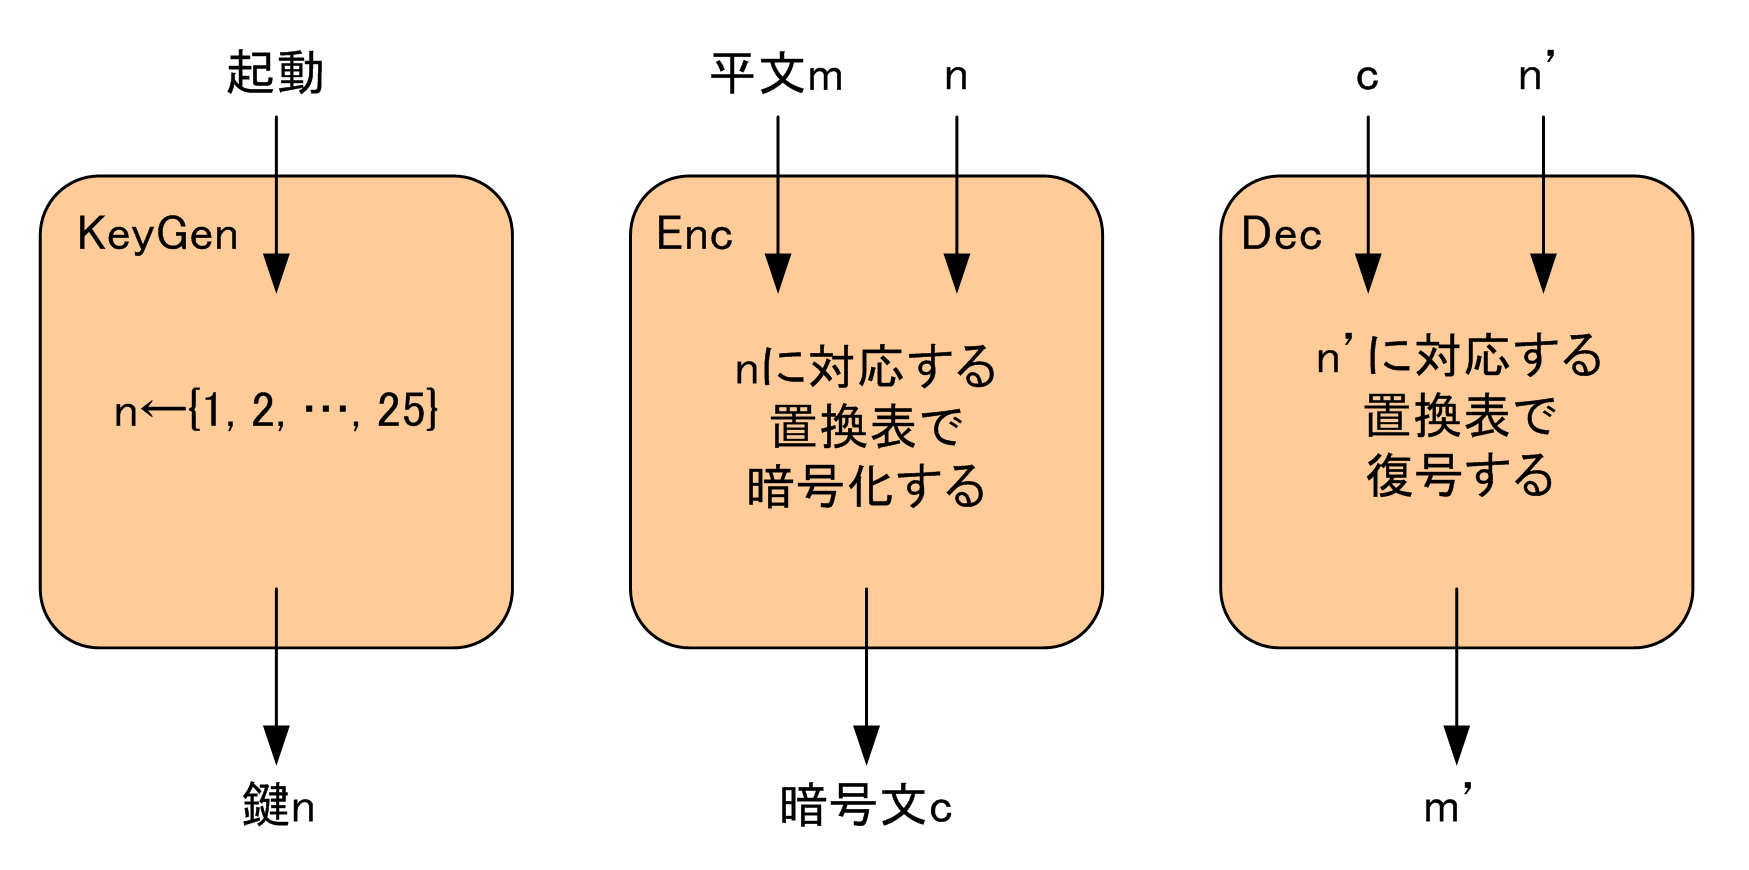 起動
KeyGen
n←{1, 2, …, 25}
鍵n
平文m n
Enc
nに対応する
置換表で
暗号化する
暗号文c
c n’
Dec
n’に対応する
置換表で
復号する
m’